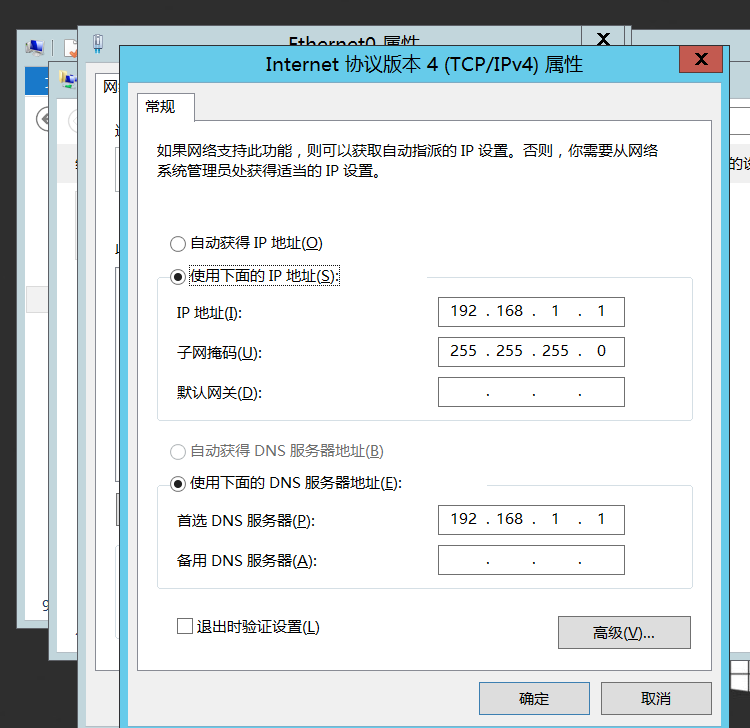 Ethernet0 属性
Internet 协议版本 4 (TCP/IPv4) 属性
常规
如果网络支持此功能，则可以获取自动指派的 IP 设置。否则，你需要从网络
系统管理员处获得适当的 IP 设置。
自动获得 IP 地址(O)
使用下面的 IP 地址(S):
IP 地址(I): 192 . 168 . 1 . 1
子网掩码(U): 255 . 255 . 255 . 0
默认网关(D): . . .
自动获得 DNS 服务器地址(B)
使用下面的 DNS 服务器地址(E):
首选 DNS 服务器(P): 192 . 168 . 1 . 1
备用 DNS 服务器(A): . . .
退出时验证设置(L)
高级(V)...
确定 取消